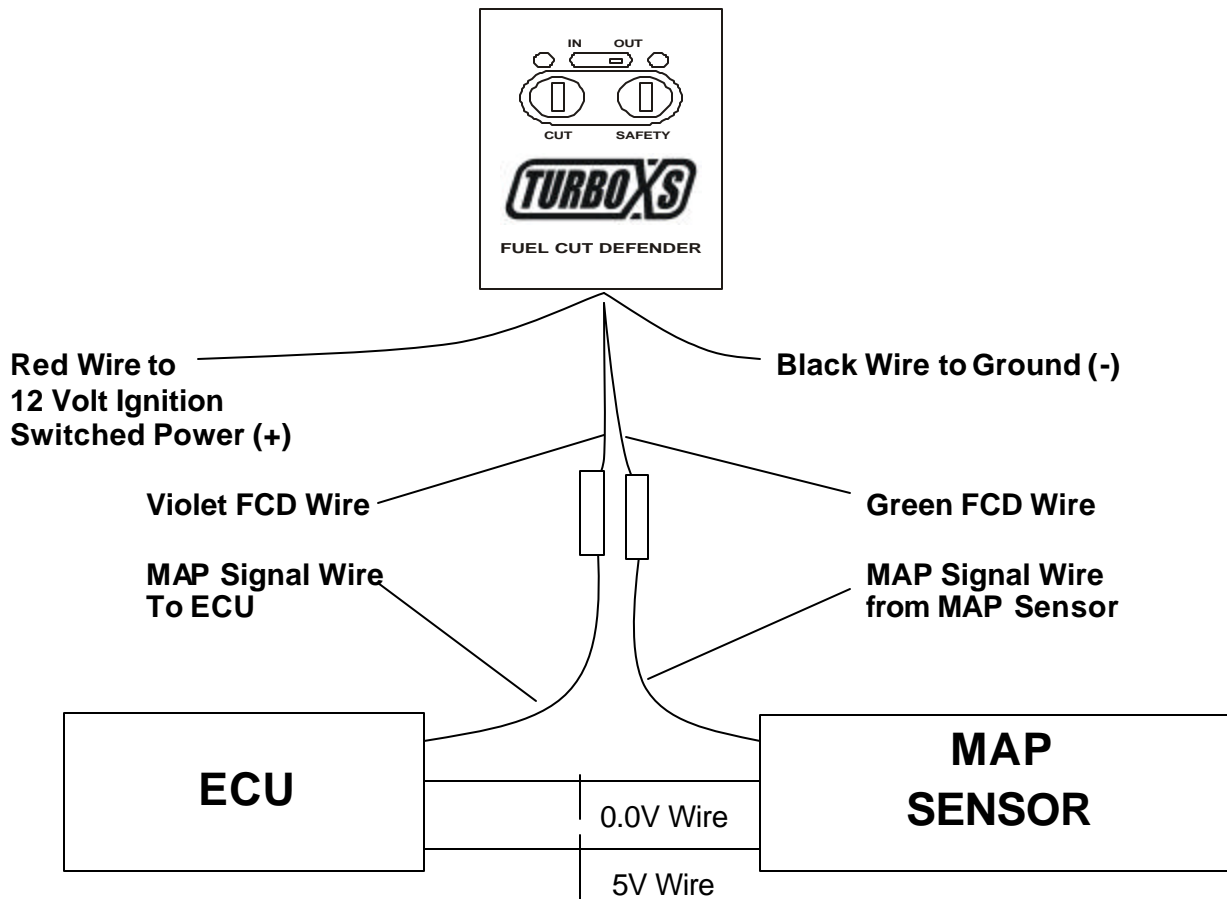 IN OUT
CUT SAFETY
TURBOXS
FUEL CUT DEFENDER
Red Wire to
12 Volt Ignition
Switched Power (+)
Black Wire to Ground (-)
Violet FCD Wire
Green FCD Wire
MAP Signal Wire
To ECU
MAP Signal Wire
from MAP Sensor
ECU
MAP
SENSOR
0.0V Wire
5V Wire